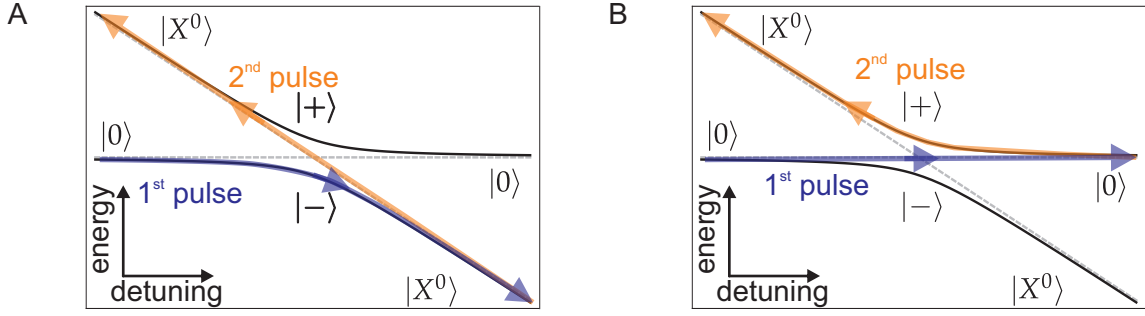 A
|X⁰⟩
2ⁿᵈ pulse
|+⟩
|0⟩
|0⟩
1ˢᵗ pulse
|−⟩
energy
detuning
|X⁰⟩
B
|X⁰⟩
2ⁿᵈ pulse
|+⟩
|0⟩
1ˢᵗ pulse
|0⟩
|−⟩
energy
detuning
|X⁰⟩